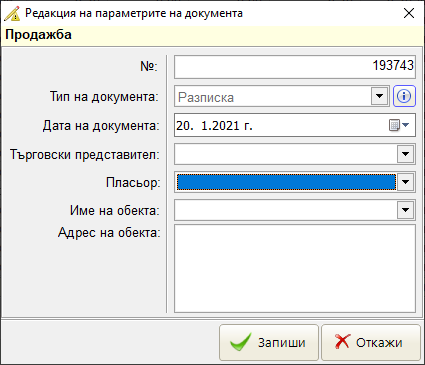 Редакция на параметрите на документа
Продажба
№: 193743
Тип на документа: Разписка
Дата на документа: 20. 1.2021 г.
Търговски представител:
Пласьор:
Име на обекта:
Адрес на обекта:
Запиши Откажи